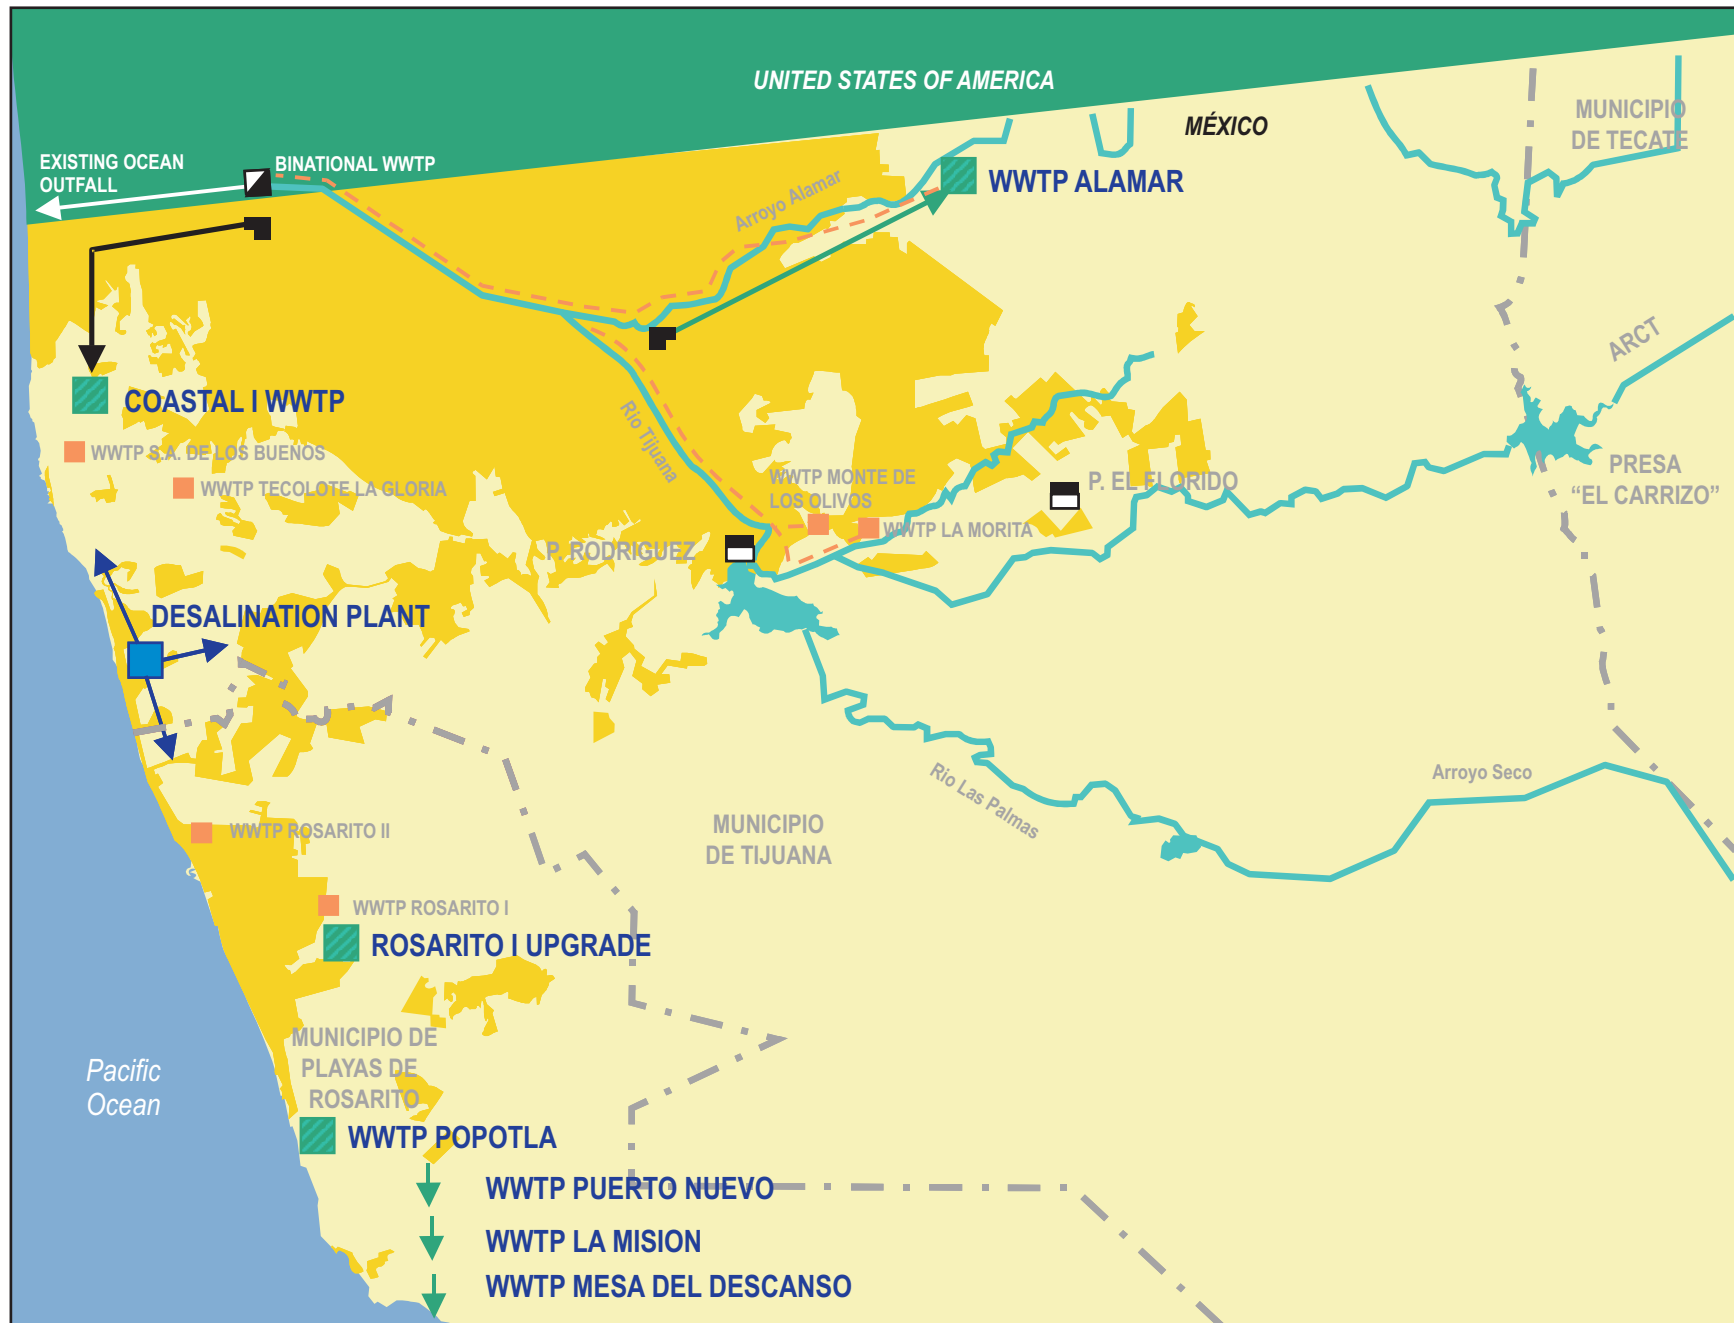 UNITED STATES OF AMERICA
MÉXICO
MUNICIPIO
DE TECATE
EXISTING OCEAN
OUTFALL
BINATIONAL WWTP
WWTP ALAMAR
Arroyo Alamar
ARCT
COASTAL I WWTP
Rio Tijuana
WWTP S.A. DE LOS BUENOS
WWTP TECOLOTE LA GLORIA
WWTP MONTE DE
LOS OLIVOS
P. EL FLORIDO
PRESA
“EL CARRIZO”
WWTP LA MORITA
P. RODRIGUEZ
DESALINATION PLANT
Rio Las Palmas
Arroyo Seco
WWTP ROSARITO II
MUNICIPIO
DE TIJUANA
WWTP ROSARITO I
ROSARITO I UPGRADE
MUNICIPIO DE
PLAYAS DE
ROSARITO
Pacific
Ocean
WWTP POPOTLA
WWTP PUERTO NUEVO
WWTP LA MISION
WWTP MESA DEL DESCANSO